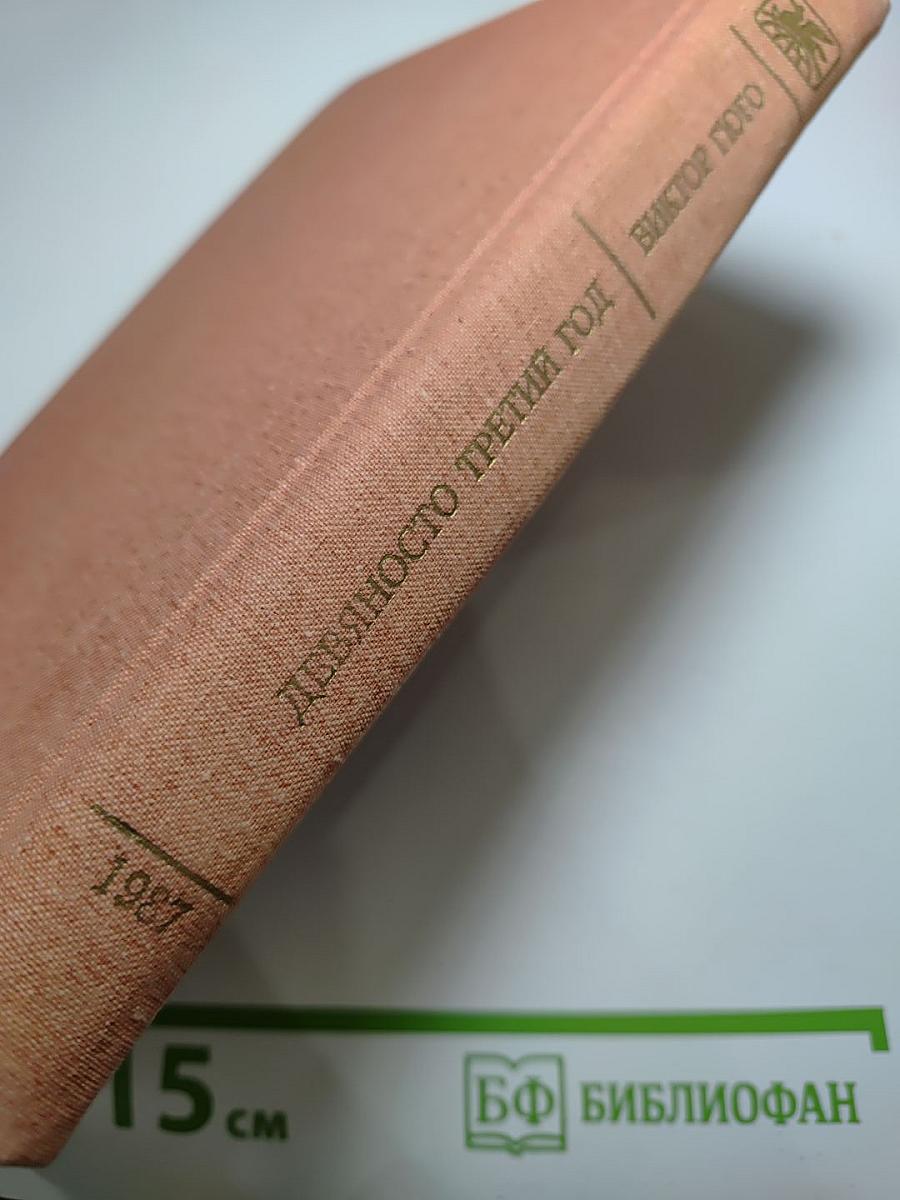 ВИКТОР ГЮГО
ДЕВЯНОСТО ТРЕТИЙ ГОД
1987
15 см
БФ БИБЛИОФАН